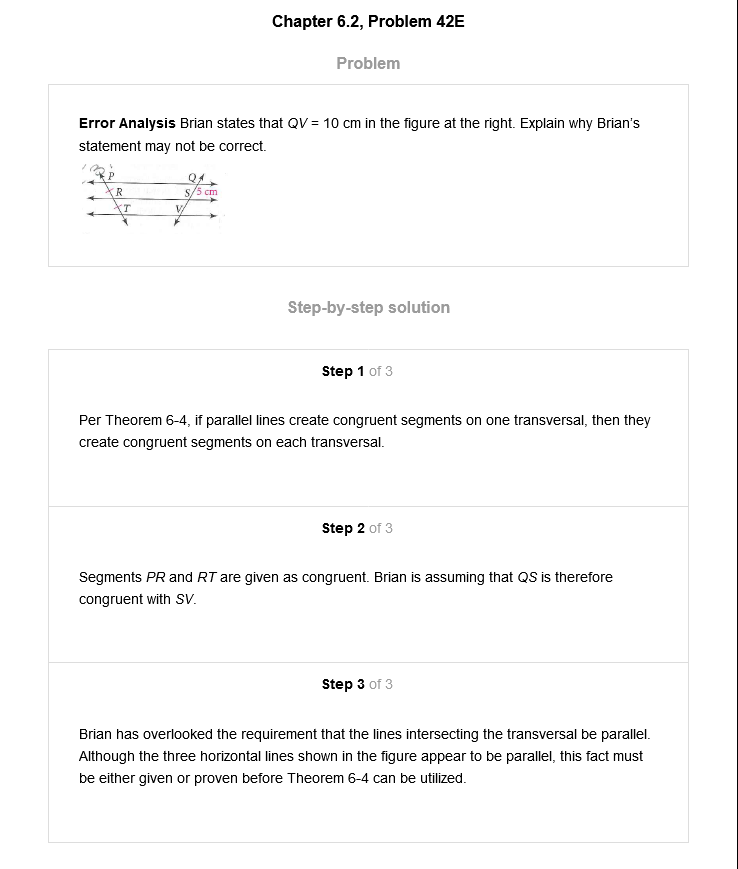 Chapter 6.2, Problem 42E
Problem
Error Analysis Brian states that QV = 10 cm in the figure at the right. Explain why Brian's
statement may not be correct.
P
Q
R
S
5 cm
T
V
Step-by-step solution
Step 1 of 3
Per Theorem 6-4, if parallel lines create congruent segments on one transversal, then they
create congruent segments on each transversal.
Step 2 of 3
Segments PR and RT are given as congruent. Brian is assuming that QS is therefore
congruent with SV.
Step 3 of 3
Brian has overlooked the requirement that the lines intersecting the transversal be parallel.
Although the three horizontal lines shown in the figure appear to be parallel, this fact must
be either given or proven before Theorem 6-4 can be utilized.